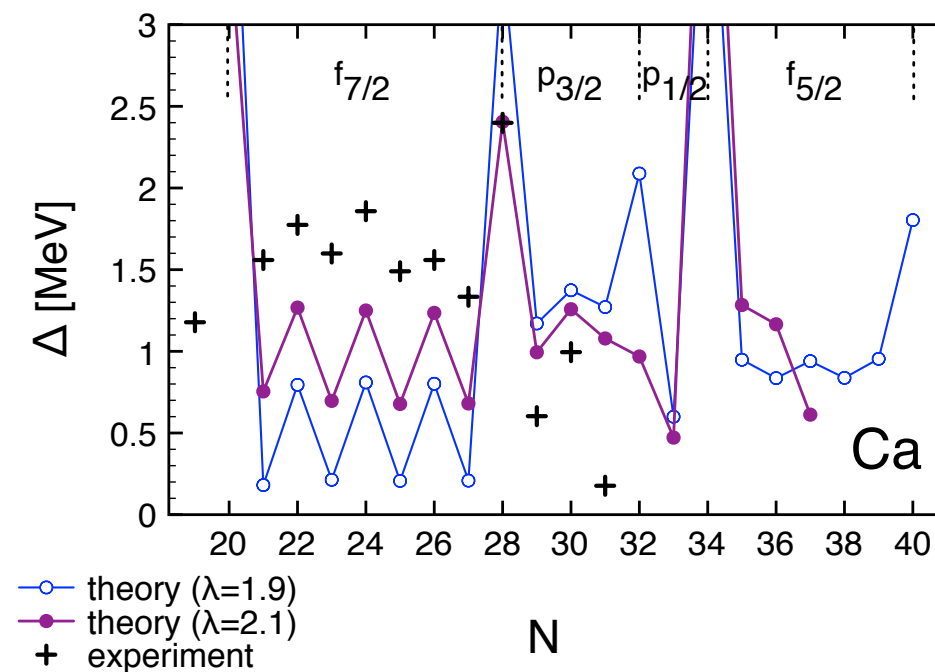 3
2.5
2
1.5
1
0.5
0
Δ [MeV]
f7/2
p3/2
p1/2
f5/2
Ca
20 22 24 26 28 30 32 34 36 38 40
N
theory (λ=1.9)
theory (λ=2.1)
experiment